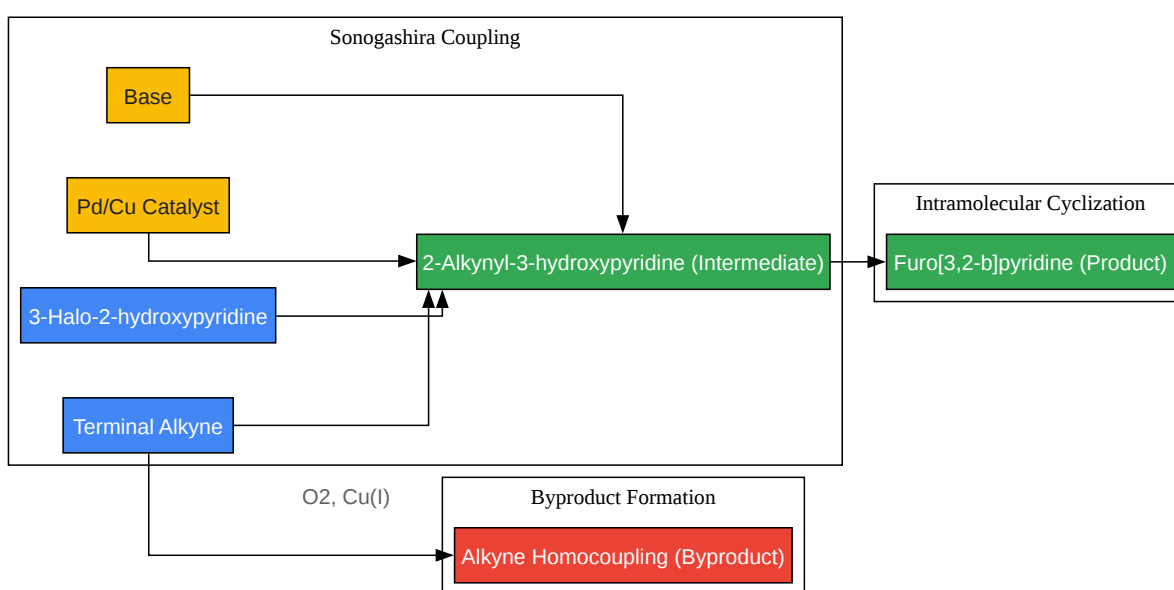 Sonogashira Coupling
Base
Pd/Cu Catalyst
3-Halo-2-hydroxypyridine
Terminal Alkyne
2-Alkynyl-3-hydroxypyridine (Intermediate)
Intramolecular Cyclization
Furo[3,2-b]pyridine (Product)
O2, Cu(I)
Byproduct Formation
Alkyne Homocoupling (Byproduct)